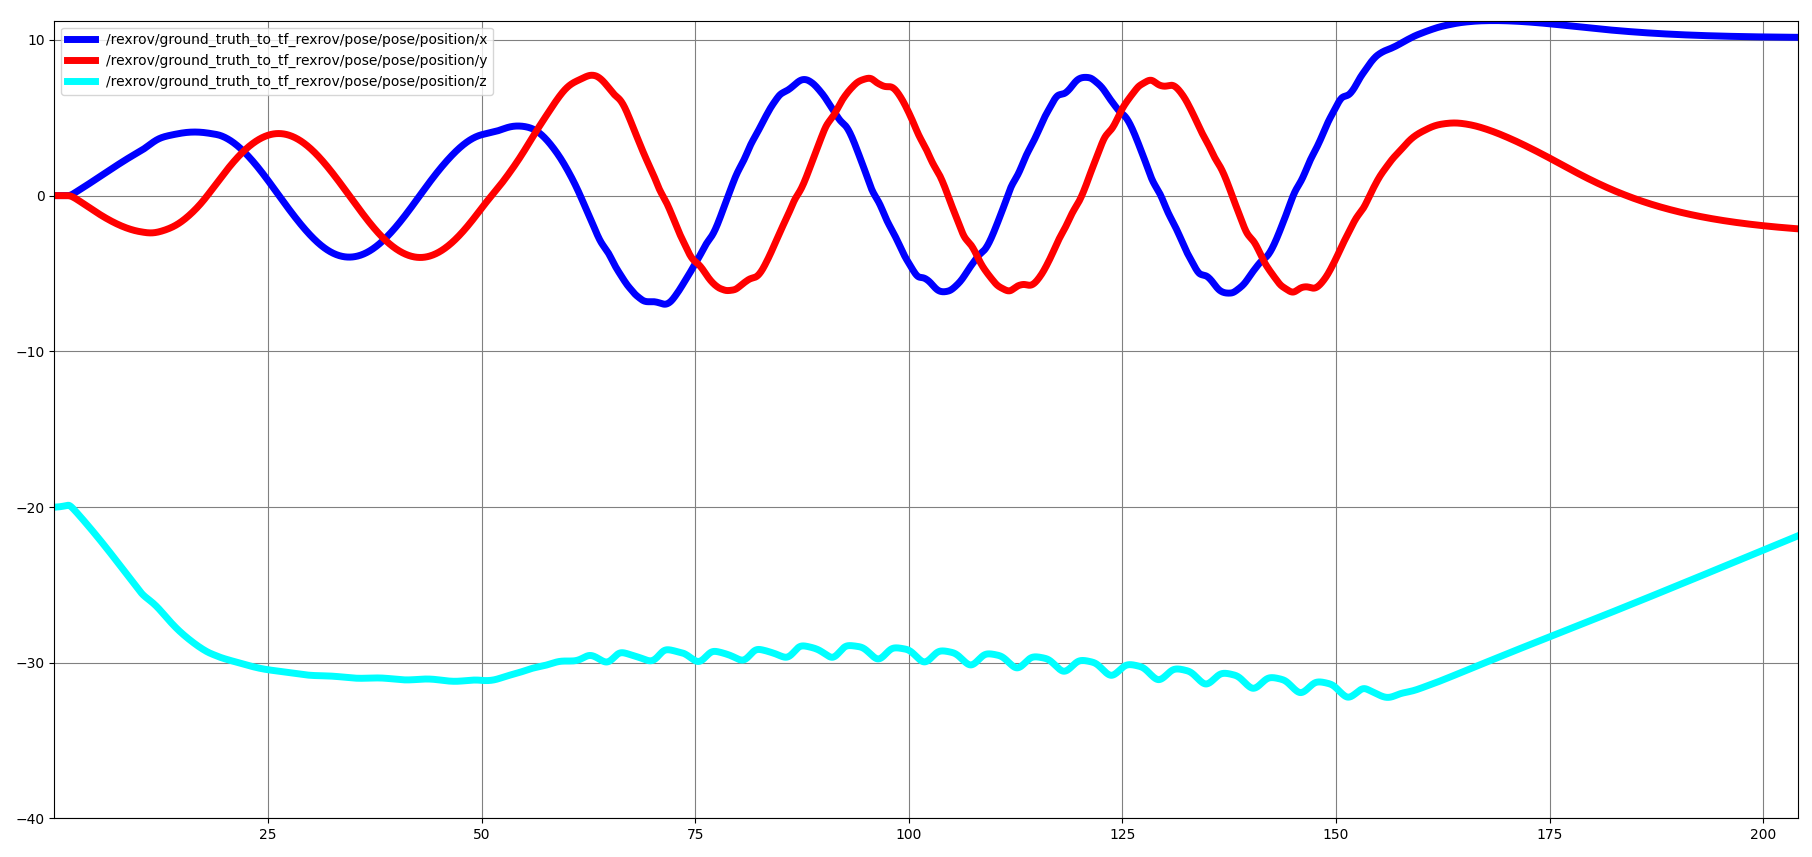 /rexrov/ground_truth_to_tf_rexrov/pose/pose/position/x
/rexrov/ground_truth_to_tf_rexrov/pose/pose/position/y
/rexrov/ground_truth_to_tf_rexrov/pose/pose/position/z
10
0
−10
−20
−30
−40
25 50 75 100 125 150 175 200